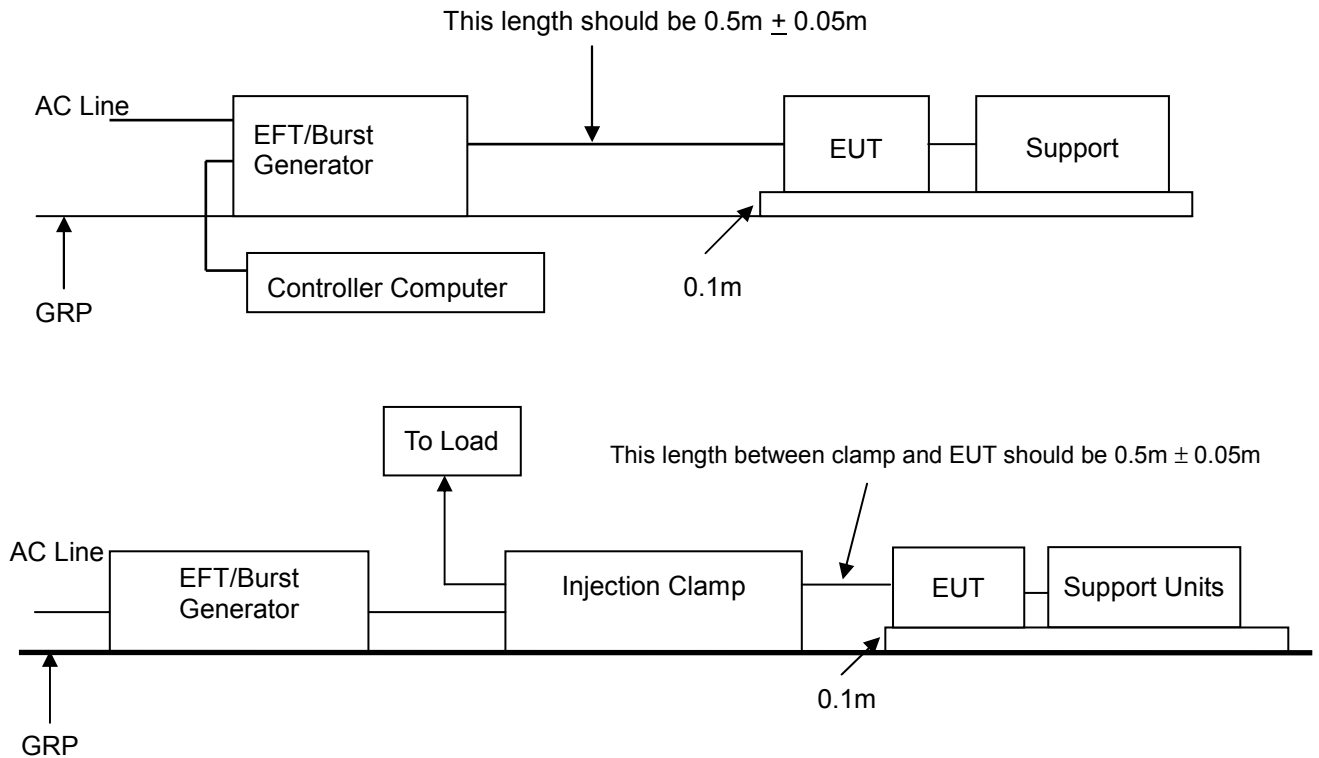 This length should be 0.5m ± 0.05m
AC Line
EFT/Burst
Generator
EUT
Support
Controller Computer
0.1m
GRP
To Load
This length between clamp and EUT should be 0.5m ± 0.05m
AC Line
EFT/Burst
Generator
Injection Clamp
EUT
Support Units
0.1m
GRP